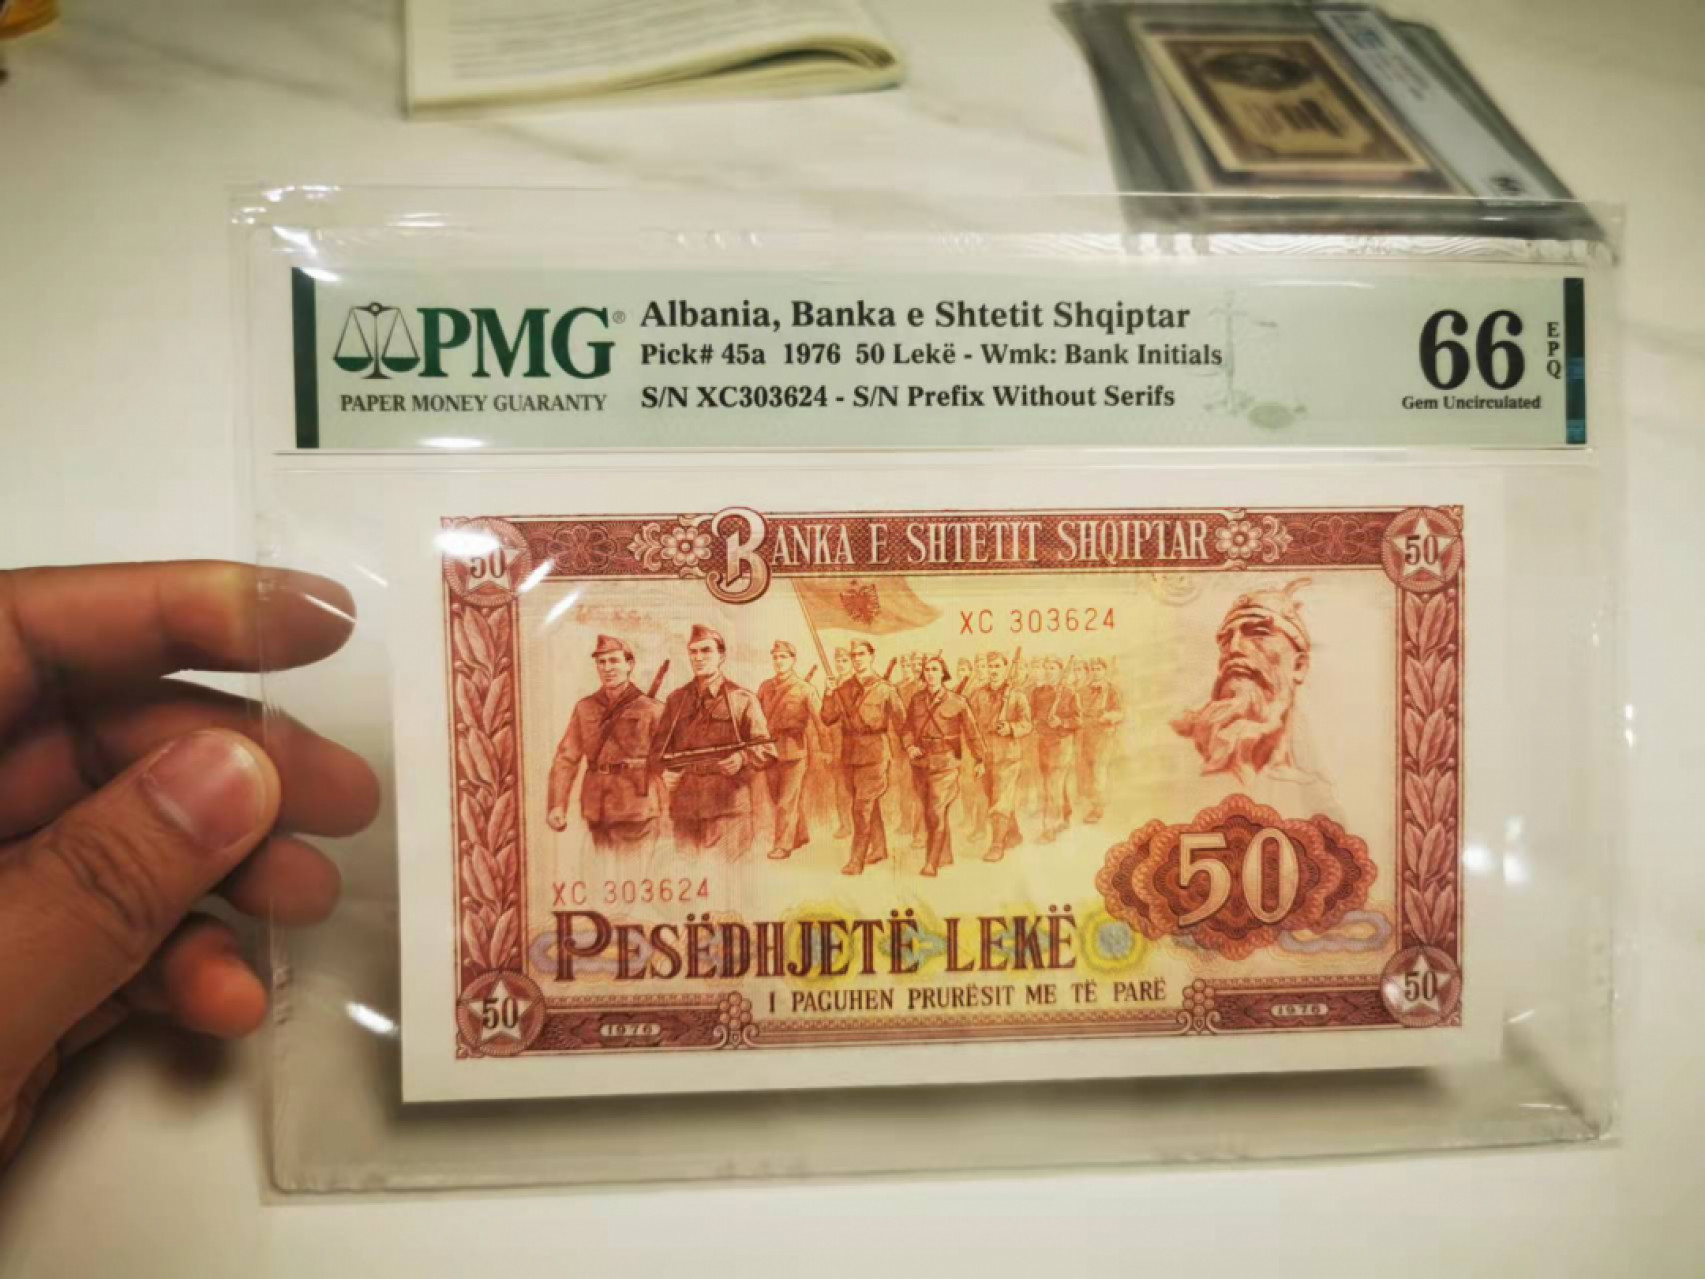 PMG®
PAPER MONEY GUARANTY
Albania, Banka e Shtetit Shqiptar
Pick# 45a 1976 50 Lekë - Wmk: Bank Initials
S/N XC303624 - S/N Prefix Without Serifs
66 EPQ
Gem Uncirculated
BANKA E SHTETIT SHQIPTAR
50
50
XC 303624
50
XC 303624
PESËDHJETË LEKË
I PAGUHEN PRURËSIT ME TË PARË
50
50
1976
1976